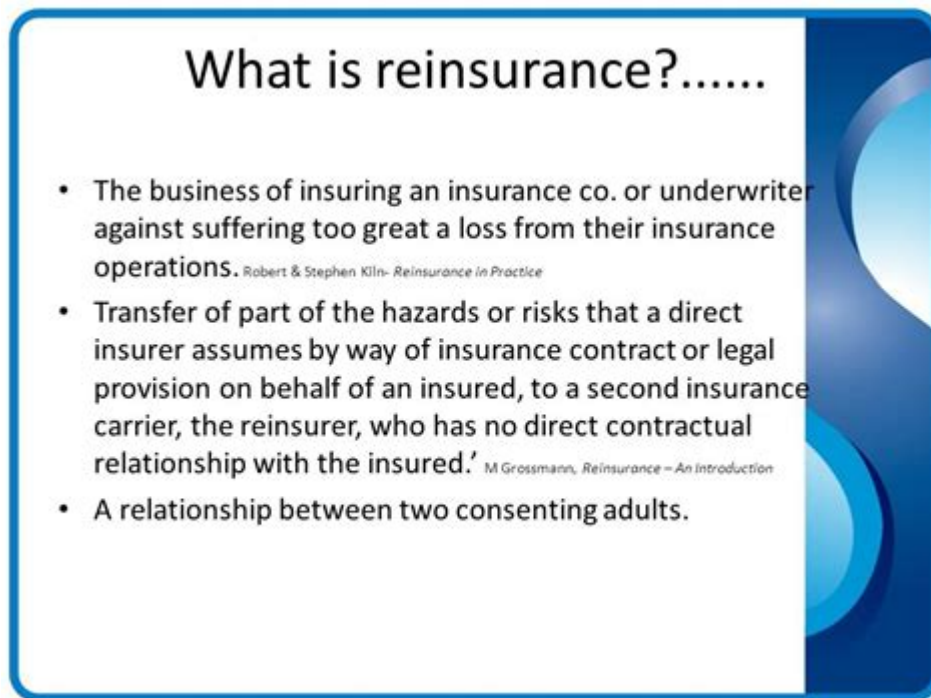 What is reinsurance?......
• The business of insuring an insurance co. or underwriter
against suffering too great a loss from their insurance
operations. Robert & Stephen Kiln- Reinsurance in Practice
• Transfer of part of the hazards or risks that a direct
insurer assumes by way of insurance contract or legal
provision on behalf of an insured, to a second insurance
carrier, the reinsurer, who has no direct contractual
relationship with the insured.’ M Grossmann, Reinsurance – An Introduction
• A relationship between two consenting adults.